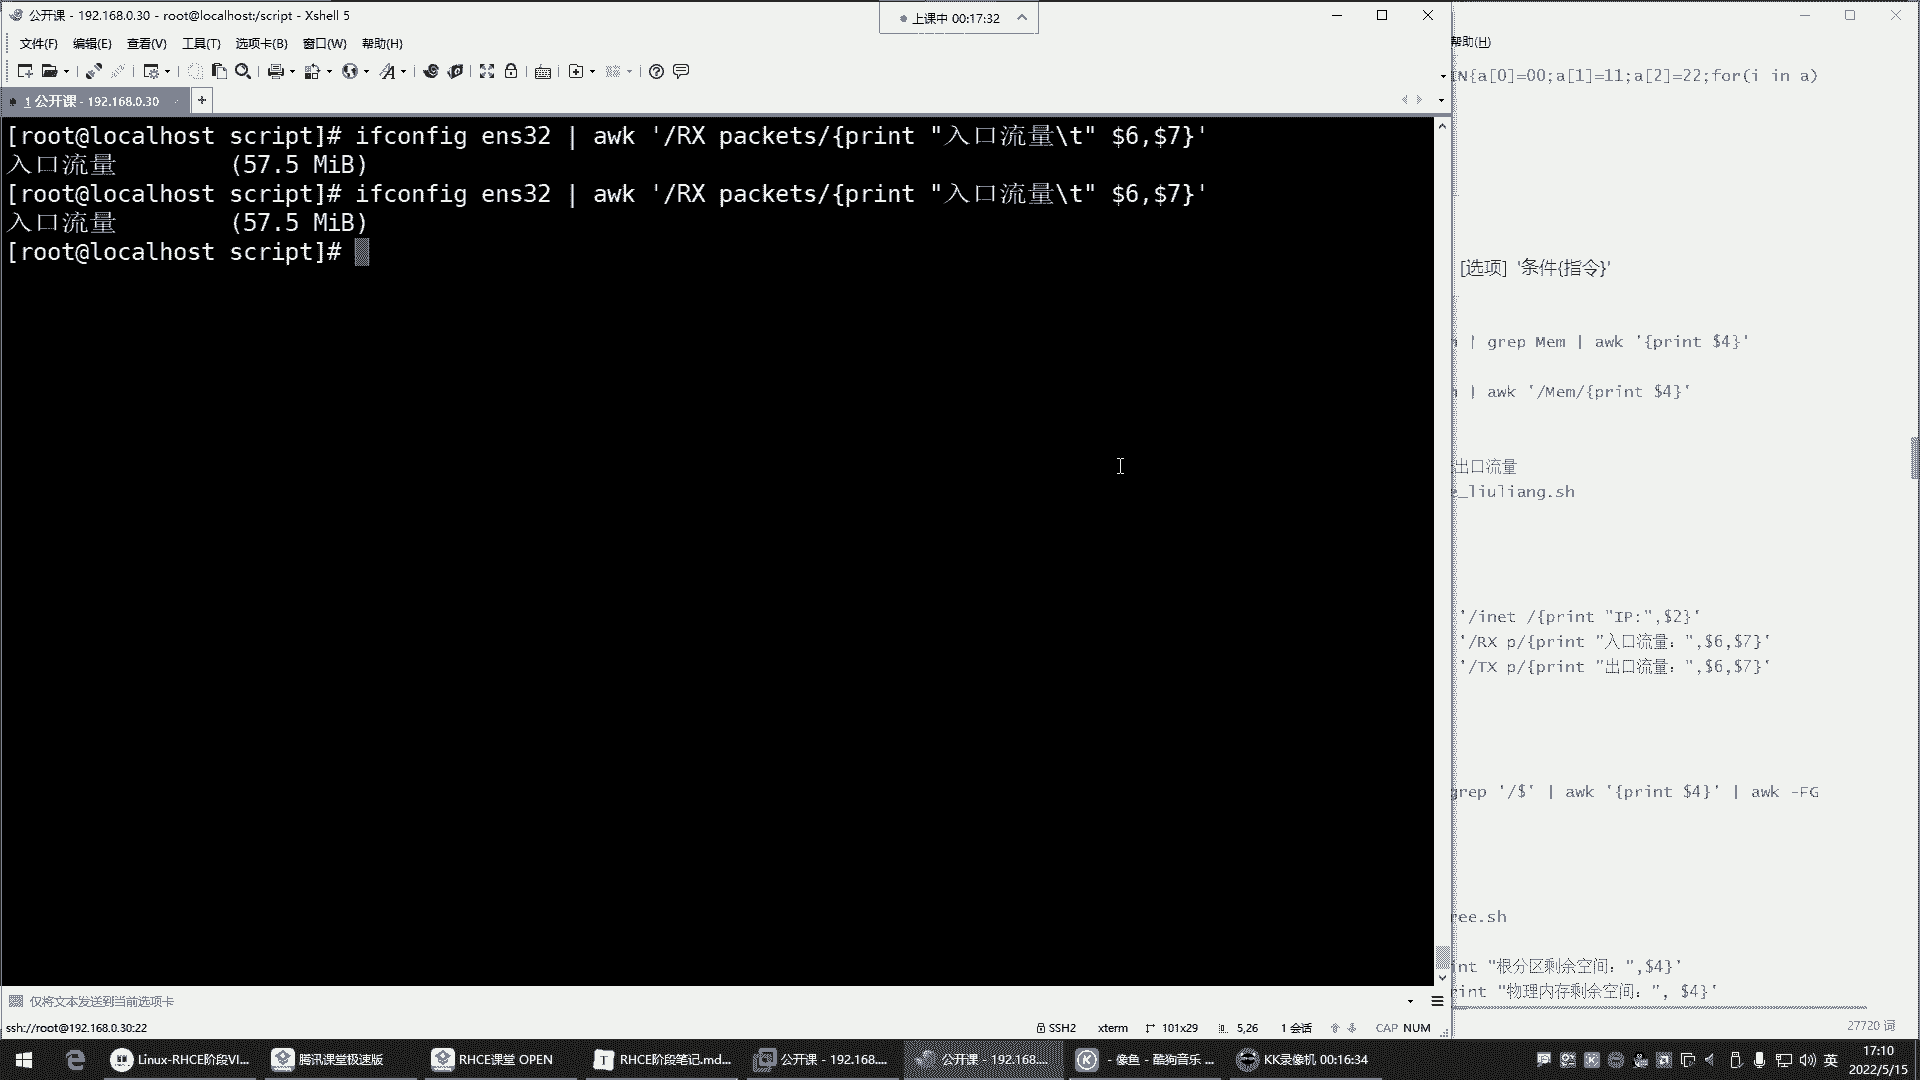 公开课 - 192.168.0.30 - root@localhost:/script - Xshell 5
上课中 00:17:32
文件(F) 编辑(E) 查看(V) 工具(T) 选项卡(B) 窗口(W) 帮助(H)
1 公开课 - 192.168.0.30
[root@localhost script]# ifconfig ens32 | awk '/RX packets/{print "入口流量\t" $6,$7}'
入口流量 (57.5 MiB)
[root@localhost script]# ifconfig ens32 | awk '/RX packets/{print "入口流量\t" $6,$7}'
入口流量 (57.5 MiB)
[root@localhost script]#
仅将文本发送到当前选项卡
ssh://root@192.168.0.30:22
SSH2 xterm 101x29 5,26 1 会话 CAP NUM
帮助(H)
N{a[0]=00;a[1]=11;a[2]=22;for(i in a)
[选项] '条件{指令}'
| grep Mem | awk '{print $4}'
| awk '/Mem/{print $4}'
出口流量
_liuliang.sh
'/inet /{print "IP:",$2}'
'/RX p/{print "入口流量：",$6,$7}'
'/TX p/{print "出口流量：",$6,$7}'
grep '/$' | awk '{print $4}' | awk -FG
ree.sh
int "根分区剩余空间：",$4}'
int "物理内存剩余空间：", $4}'
27720 词
Linux-RHCE阶段VI... 腾讯课堂极速版 RHCE课堂 OPEN RHCE阶段笔记.md... 公开课 - 192.168.... 公开课 - 192.168.... - 像鱼 - 酷狗音乐 ... KK录像机 00:16:34
英
17:10
2022/5/15